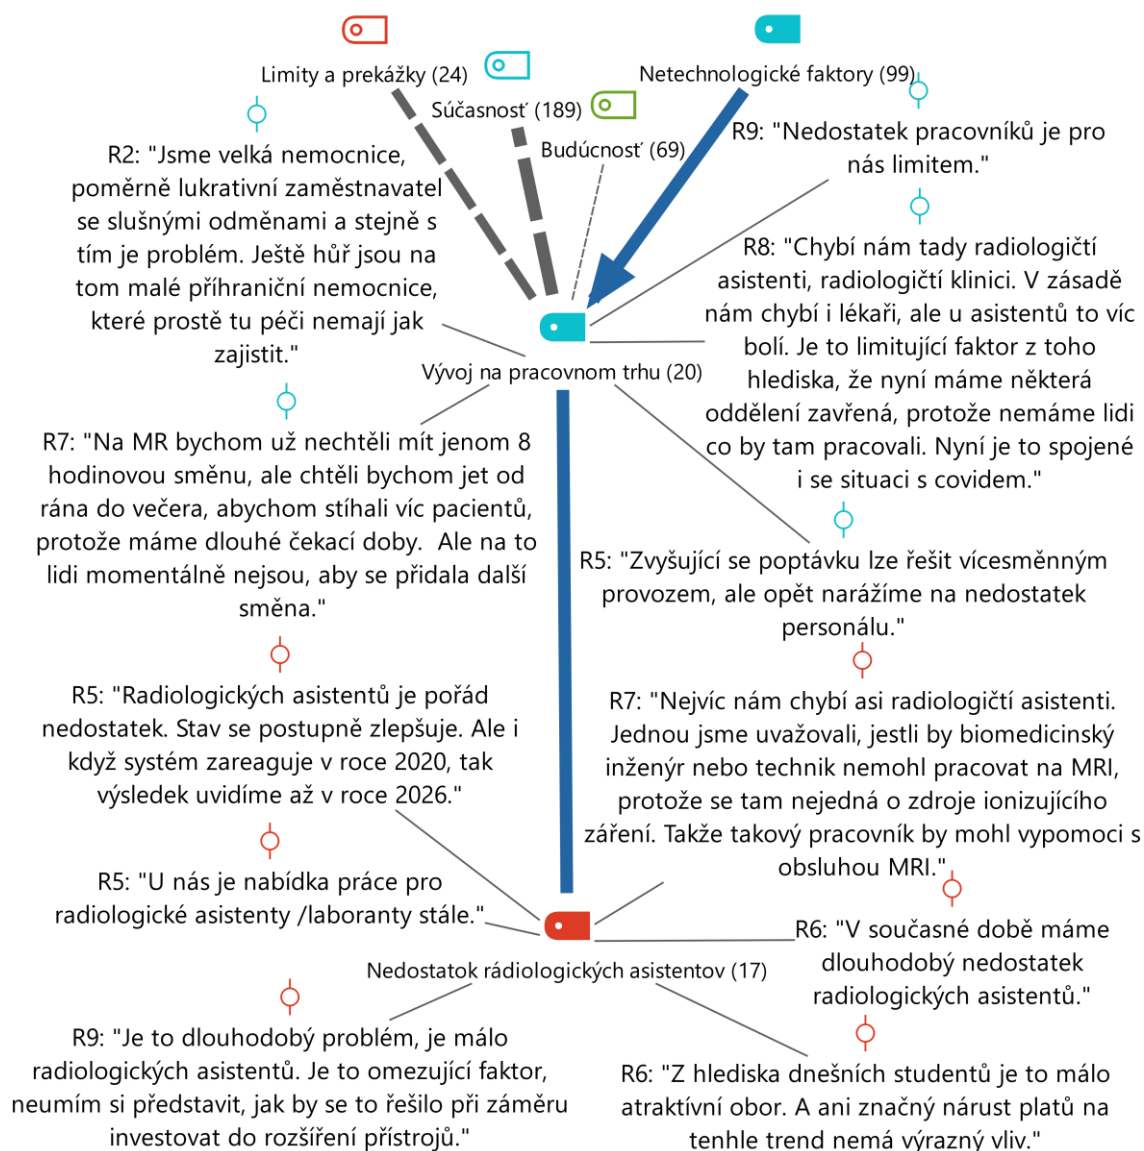 Limity a prekážky (24)
Súčasnosť (189)
Budúcnosť (69)
Netechnologické faktory (99)
R2: "Jsme velká nemocnice,
poměrně lukrativní zaměstnavatel
se slušnými odměnami a stejně s
tím je problém. Ještě hůř jsou na
tom malé příhraniční nemocnice,
které prostě tu péči nemají jak
zajistit."
R9: "Nedostatek pracovníků je pro
nás limitem."
R8: "Chybí nám tady radiologičtí
asistenti, radiologičtí klinici. V zásadě
nám chybí i lékaři, ale u asistentů to víc
bolí. Je to limitující faktor z toho
hlediska, že nyní máme některá
oddělení zavřená, protože nemáme lidi
co by tam pracovali. Nyní je to spojené
i se situaci s covidem."
Vývoj na pracovnom trhu (20)
R7: "Na MR bychom už nechtěli mít jenom 8
hodinovou směnu, ale chtěli bychom jet od
rána do večera, abychom stíhali víc pacientů,
protože máme dlouhé čekací doby.  Ale na to
lidi momentálně nejsou, aby se přidala další
směna."
R5: "Zvyšující se poptávku lze řešit vícesměnným
provozem, ale opět narážíme na nedostatek
personálu."
R5: "Radiologických asistentů je pořád
nedostatek. Stav se postupně zlepšuje. Ale i
když systém zareaguje v roce 2020, tak
výsledek uvidíme až v roce 2026."
R7: "Nejvíc nám chybí asi radiologičtí asistenti.
Jednou jsme uvažovali, jestli by biomedicinský
inženýr nebo technik nemohl pracovat na MRI,
protože se tam nejedná o zdroje ionizujícího
záření. Takže takový pracovník by mohl vypomoci s
obsluhou MRI."
R5: "U nás je nabídka práce pro
radiologické asistenty /laboranty stále."
R6: "V současné době máme
dlouhodobý nedostatek
radiologických asistentů."
Nedostatok rádiologických asistentov (17)
R9: "Je to dlouhodobý problém, je málo
radiologických asistentů. Je to omezující faktor,
neumím si představit, jak by se to řešilo při záměru
investovat do rozšíření přístrojů."
R6: "Z hlediska dnešních studentů je to málo
atraktívní obor. A ani značný nárust platů na
tenhle trend nemá výrazný vliv."